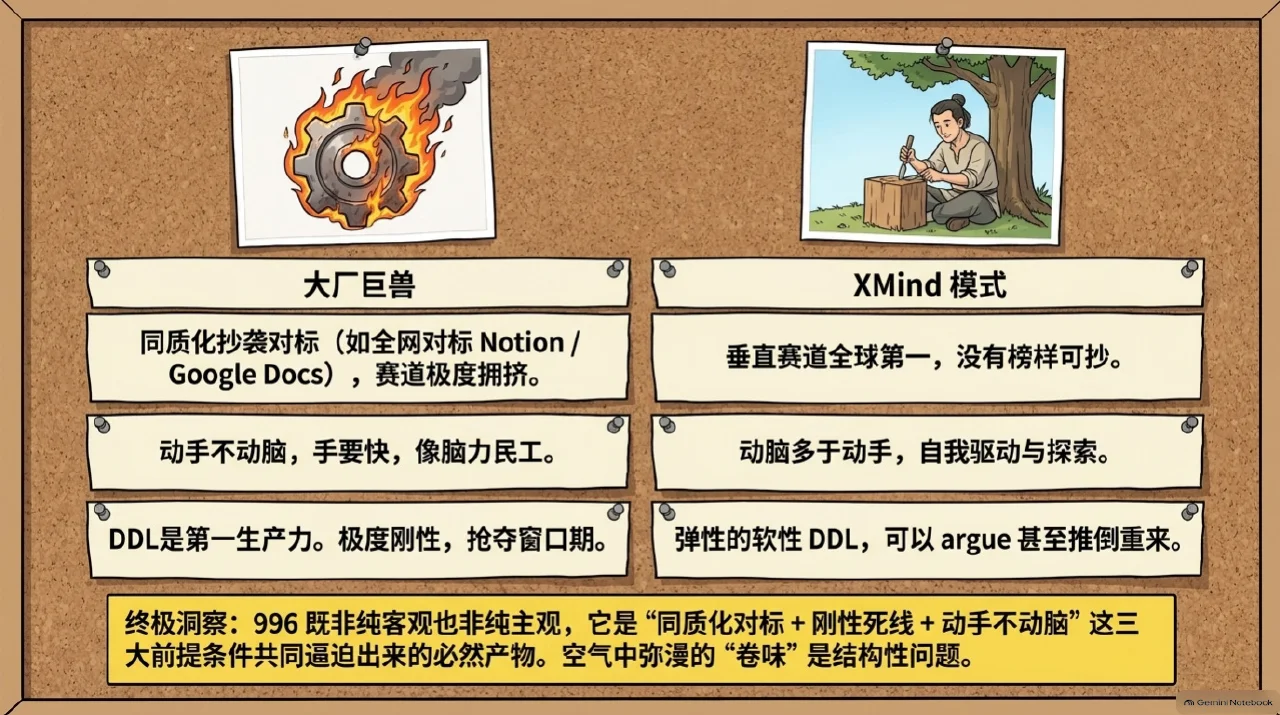 大厂巨兽
同质化抄袭对标（如全网对标 Notion /
Google Docs），赛道极度拥挤。
动手不动脑，手要快，像脑力民工。
DDL是第一生产力。极度刚性，抢夺窗口期。
XMind 模式
垂直赛道全球第一，没有榜样可抄。
动脑多于动手，自我驱动与探索。
弹性的软性 DDL，可以 argue 甚至推倒重来。
终极洞察：996 既非纯客观也非纯主观，它是 “同质化对标 + 刚性死线 + 动手不动脑” 这三
大前提条件共同逼迫出来的必然产物。空气中弥漫的 “卷味” 是结构性问题。
Gemini Notebook